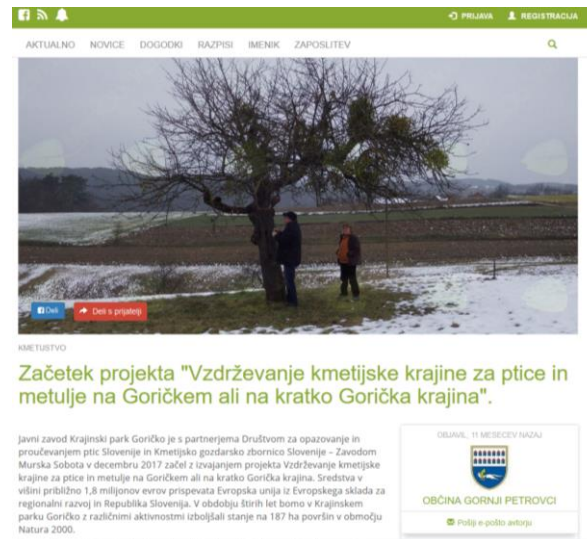 PRIJAVA REGISTRACIJA
AKTUALNO NOVICE DOGODKI RAZPISI IMENIK ZAPOSLITEV
Deli Deli s prijatelji
KMETIJSTVO
Začetek projekta "Vzdrževanje kmetijske krajine za ptice in
metulje na Goričkem ali na kratko Gorička krajina".
Javni zavod Krajinski park Goričko je s partnerjema Društvom za opazovanje in
proučevanjem ptic Slovenije in Kmetijsko gozdarsko zbornico Slovenije – Zavodom
Murska Sobota v decembru 2017 začel z izvajanjem projekta Vzdrževanje kmetijske
krajine za ptice in metulje na Goričkem ali na kratko Gorička krajina. Sredstva v
višini približno 1,8 milijonov evrov prispevata Evropska unija iz Evropskega sklada za
regionalni razvoj in Republika Slovenija. V obdobju štirih let bomo v Krajinskem
parku Goričko z različnimi aktivnostmi izboljšali stanje na 187 ha površin v območju
Natura 2000.
OBJAVIL, 11 MESECEV NAZAJ
OBČINA GORNJI PETROVCI
Pošlji e-pošto avtorju